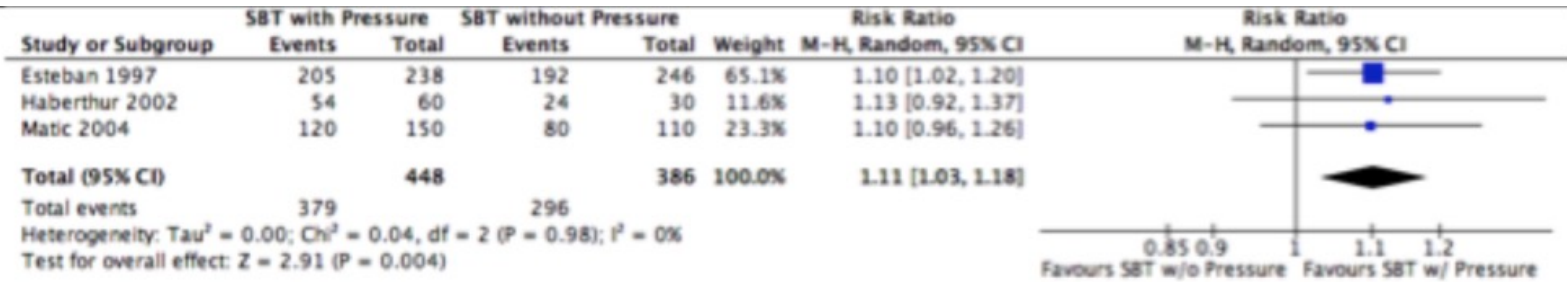 SBT with Pressure SBT without Pressure Risk Ratio Risk Ratio
Study or Subgroup Events Total Events Total Weight M-H, Random, 95% CI M-H, Random, 95% CI
Esteban 1997 205 238 192 246 65.1% 1.10 [1.02, 1.20]
Haberthur 2002 54 60 24 30 11.6% 1.13 [0.92, 1.37]
Matic 2004 120 150 80 110 23.3% 1.10 [0.96, 1.26]
Total (95% CI) 448 386 100.0% 1.11 [1.03, 1.18]
Total events 379 296
Heterogeneity: Tau² = 0.00; Chi² = 0.04, df = 2 (P = 0.98); I² = 0%
Test for overall effect: Z = 2.91 (P = 0.004)
0.85 0.9 1 1.1 1.2
Favours SBT w/o Pressure Favours SBT w/ Pressure